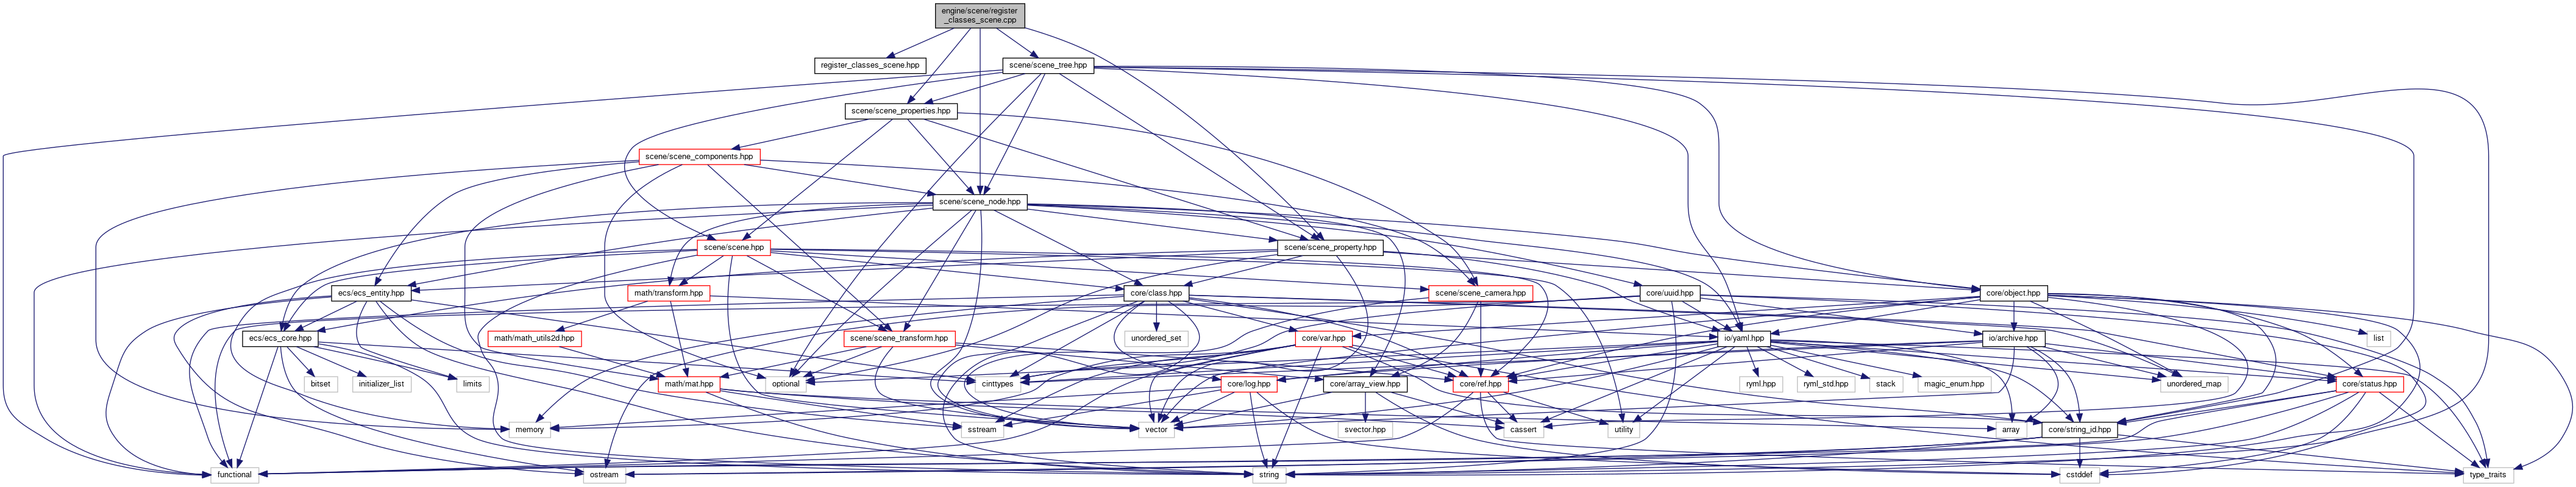 engine/scene/register
_classes_scene.cpp
register_classes_scene.hpp
scene/scene_tree.hpp
scene/scene_properties.hpp
scene/scene_components.hpp
scene/scene_node.hpp
scene/scene.hpp
scene/scene_property.hpp
ecs/ecs_entity.hpp
math/transform.hpp
core/class.hpp
scene/scene_camera.hpp
core/uuid.hpp
core/object.hpp
ecs/ecs_core.hpp
math/math_utils2d.hpp
scene/scene_transform.hpp
unordered_set
core/var.hpp
io/yaml.hpp
io/archive.hpp
list
bitset
initializer_list
limits
math/mat.hpp
optional
cinttypes
core/log.hpp
core/array_view.hpp
core/ref.hpp
ryml.hpp
ryml_std.hpp
stack
magic_enum.hpp
unordered_map
core/status.hpp
memory
sstream
vector
svector.hpp
cassert
utility
array
core/string_id.hpp
functional
ostream
string
cstddef
type_traits